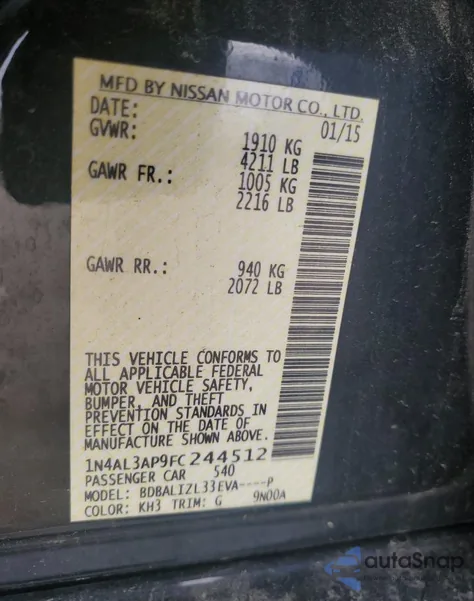 MFD BY NISSAN MOTOR CO., LTD.
DATE: 01/15
GVWR: 1910 KG
4211 LB
GAWR FR.: 1005 KG
2216 LB
GAWR RR.: 940 KG
2072 LB
THIS VEHICLE CONFORMS TO
ALL APPLICABLE FEDERAL
MOTOR VEHICLE SAFETY,
BUMPER, AND THEFT
PREVENTION STANDARDS IN
EFFECT ON THE DATE OF
MANUFACTURE SHOWN ABOVE.
1N4AL3AP9FC244512
PASSENGER CAR 540
MODEL: BDBALIZL33EVA----P
COLOR: KH3 TRIM: G 9N00A
autaSnap